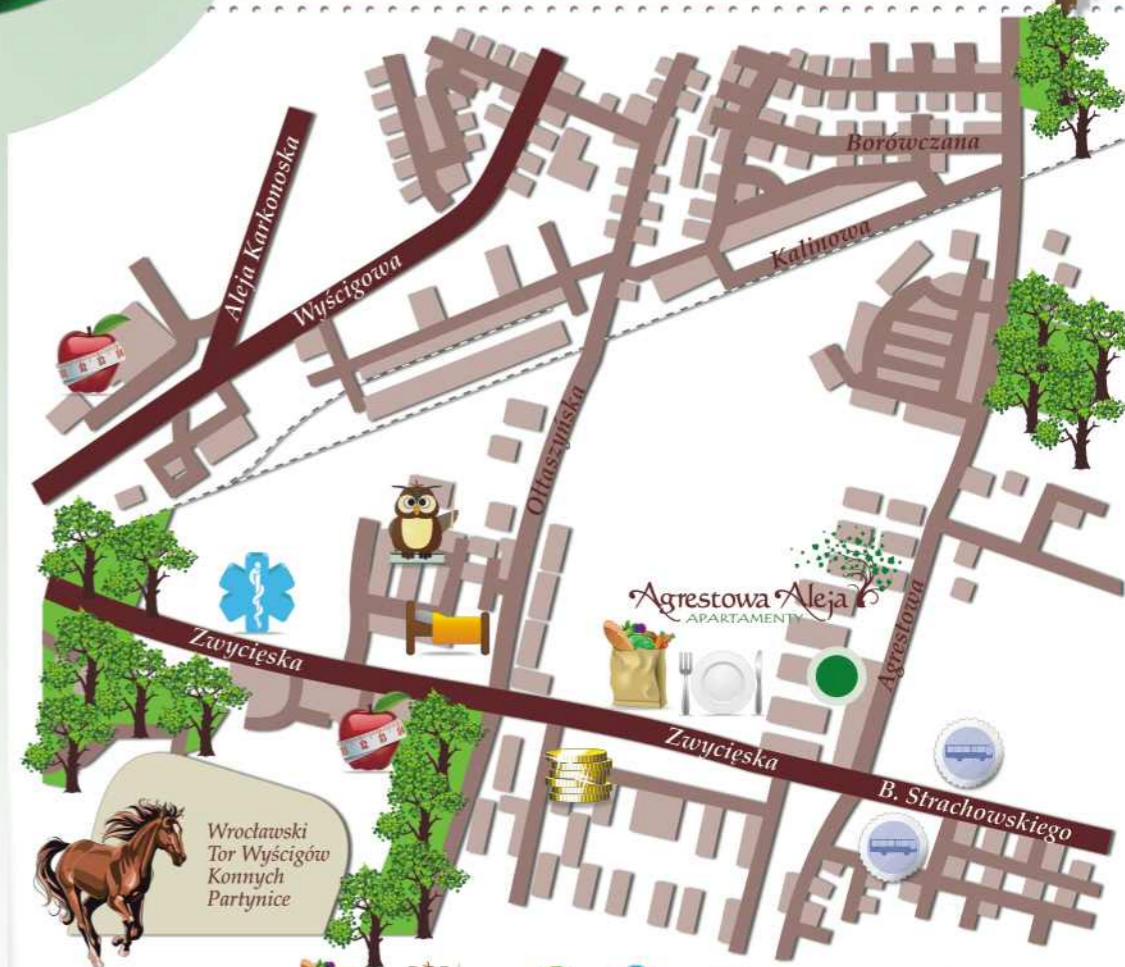 Borówczana
Aleja Karkonoska
Wyścigowa
Kalinowa
Ołtaszyńska
Agrestowa Aleja
APARTAMENTY
Agrestowa
Zwycięska
Zwycięska
B. Strachowskiego
Wrocławski
Tor Wyścigów
Konnych
Partynice